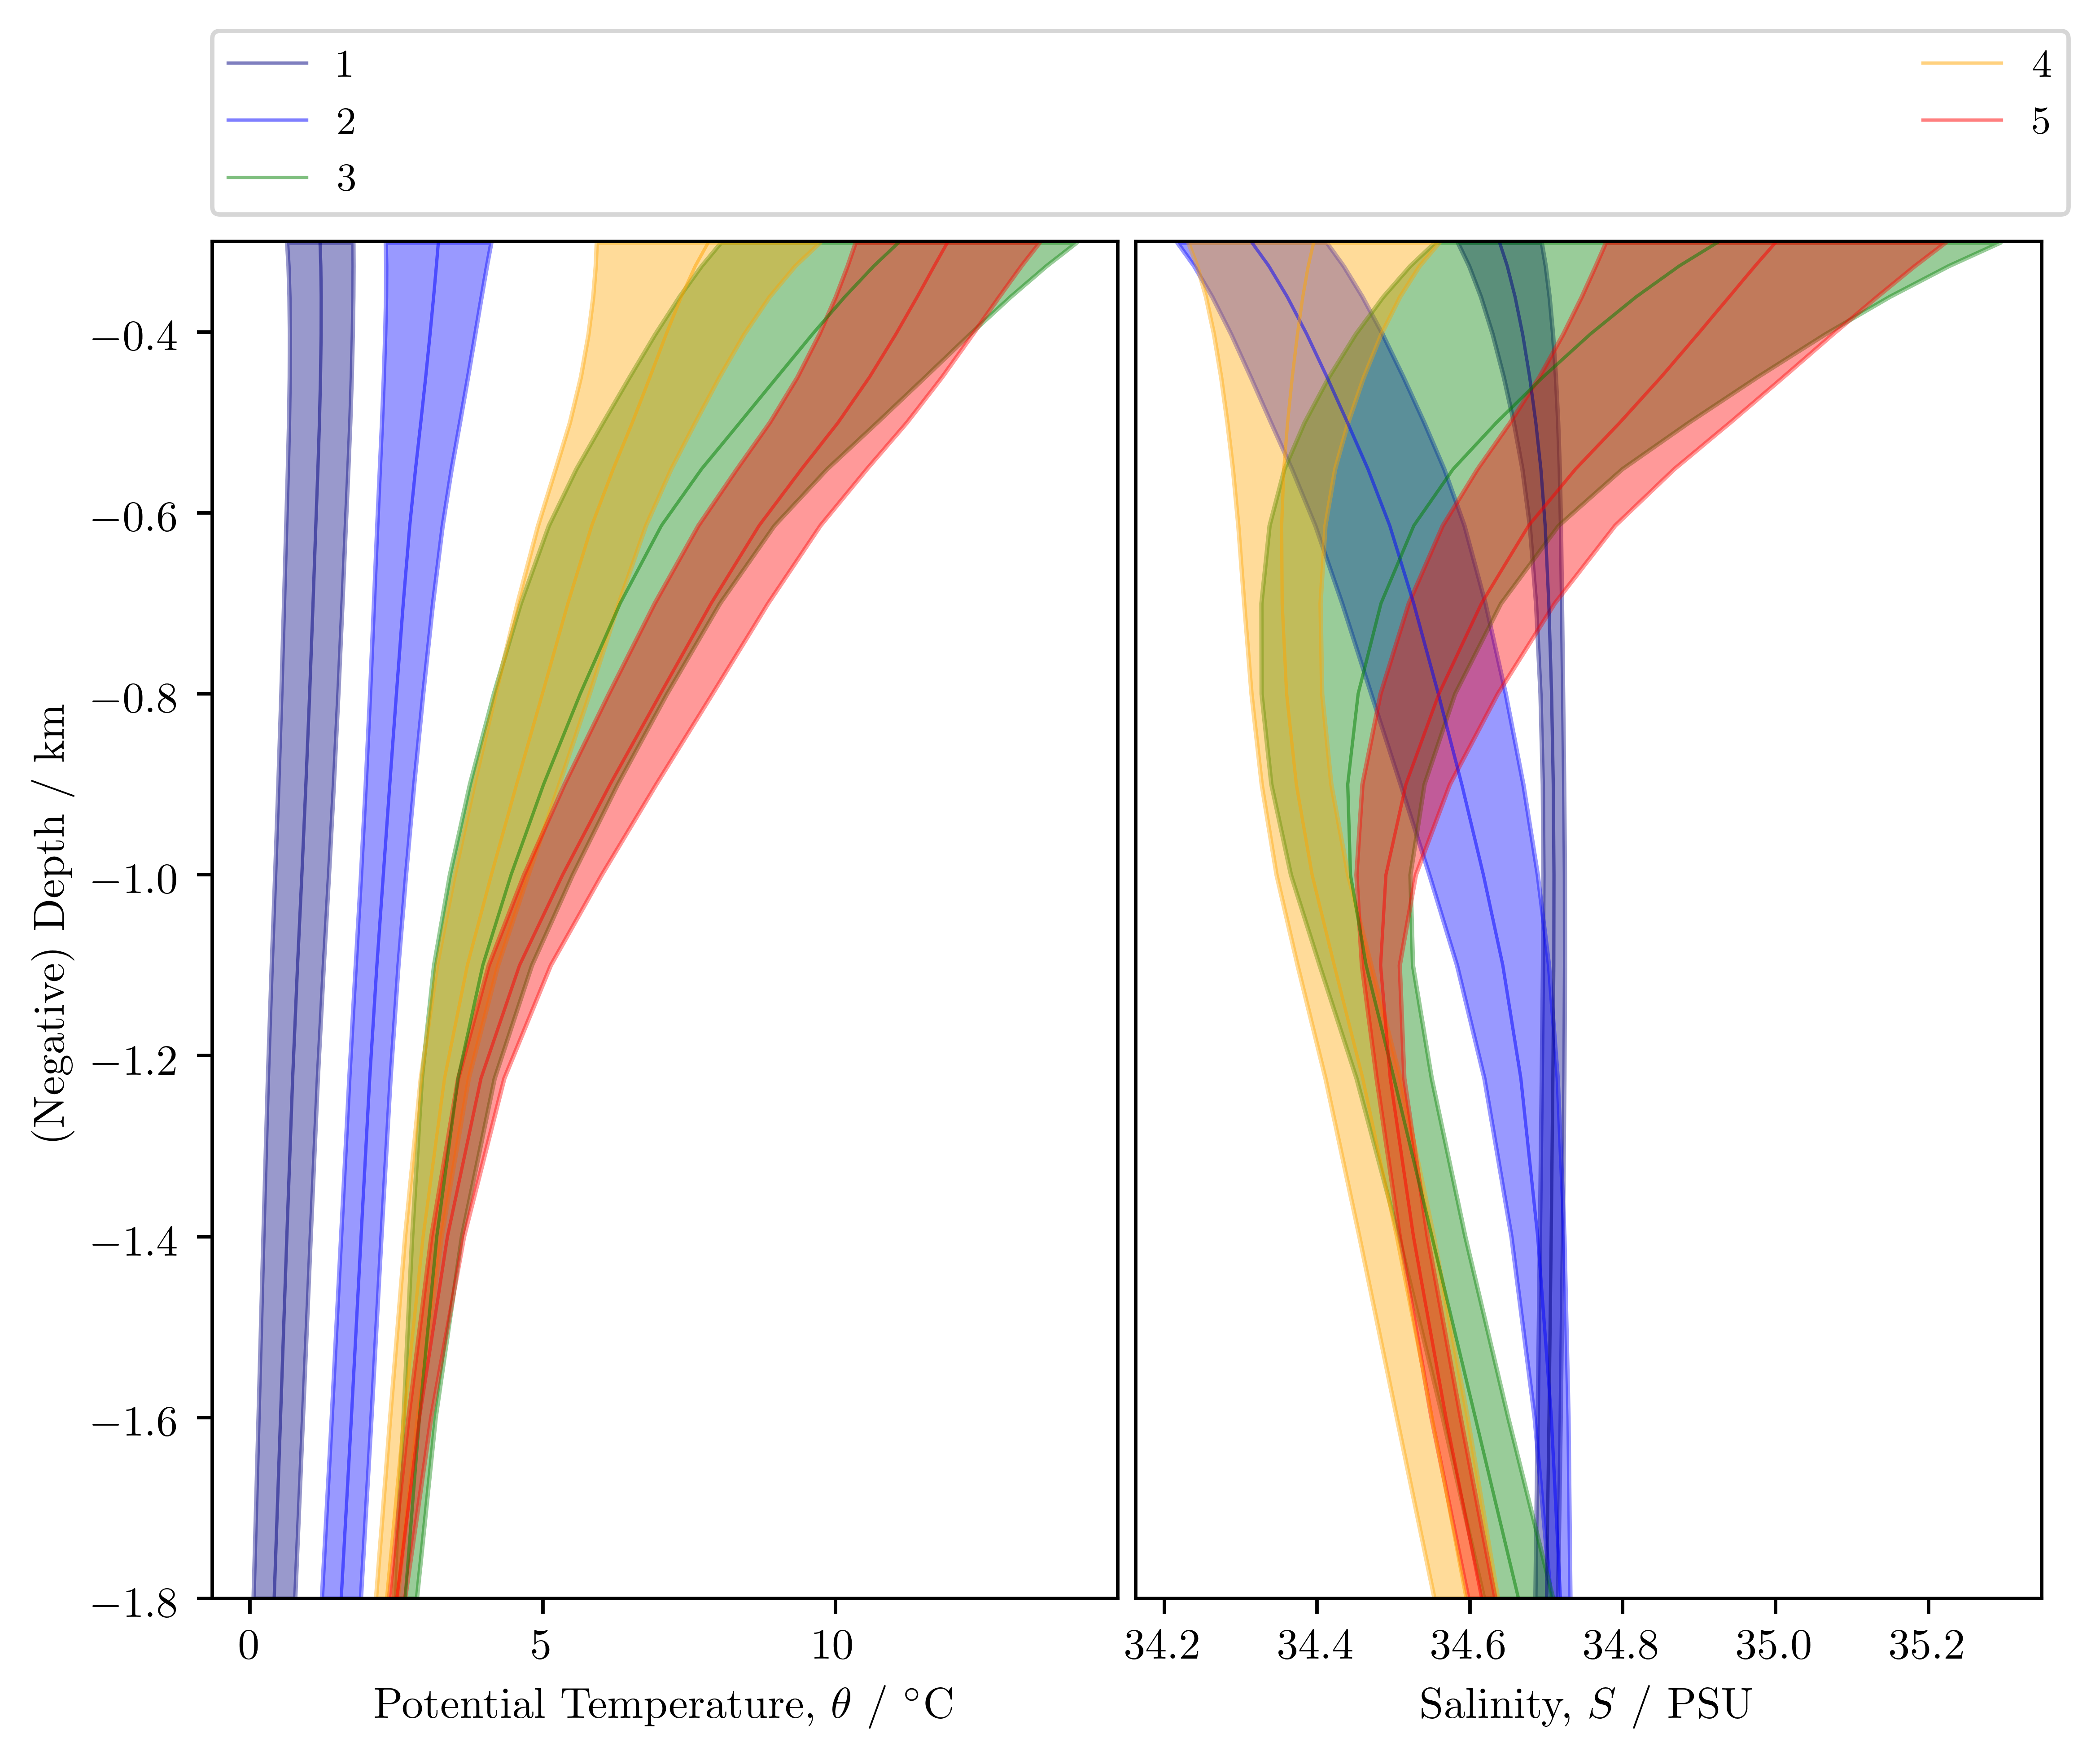 1
2
3
4
5
−0.4
−0.6
−0.8
−1.0
−1.2
−1.4
−1.6
−1.8
(Negative) Depth / km
0 5 10
Potential Temperature, θ / °C
34.2 34.4 34.6 34.8 35.0 35.2
Salinity, S / PSU